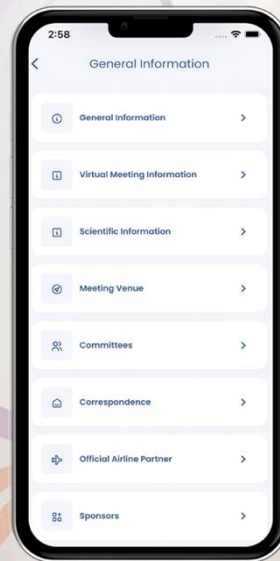 2:58
General Information
General Information
Virtual Meeting Information
Scientific Information
Meeting Venue
Committees
Correspondence
Official Airline Partner
Sponsors